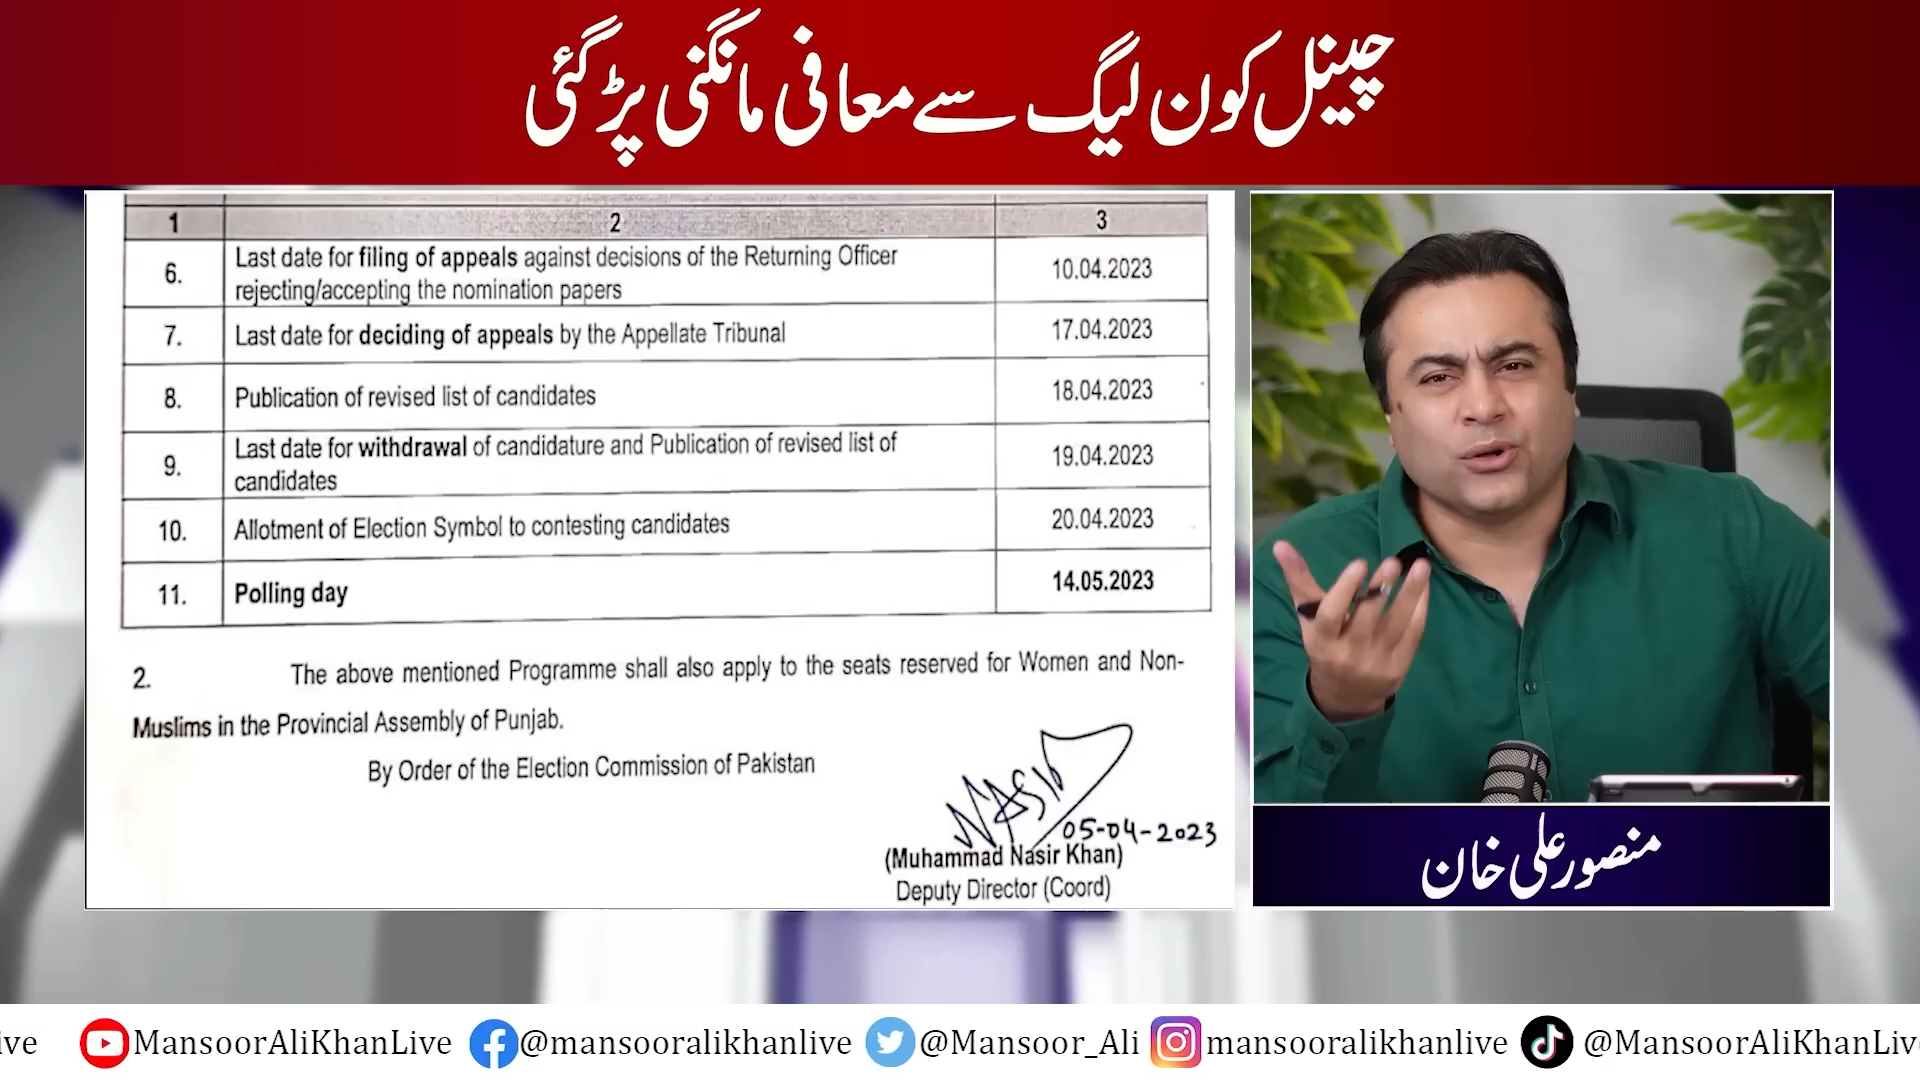 چینل کو ن لیگ سے معافی مانگنی پڑ گئی
1 2 3
6. Last date for filing of appeals against decisions of the Returning Officer
rejecting/accepting the nomination papers 10.04.2023
7. Last date for deciding of appeals by the Appellate Tribunal 17.04.2023
8. Publication of revised list of candidates 18.04.2023
9. Last date for withdrawal of candidature and Publication of revised list of
candidates 19.04.2023
10. Allotment of Election Symbol to contesting candidates 20.04.2023
11. Polling day 14.05.2023
2. The above mentioned Programme shall also apply to the seats reserved for Women and Non-
Muslims in the Provincial Assembly of Punjab.
By Order of the Election Commission of Pakistan
NASIR
05-04-2023
(Muhammad Nasir Khan)
Deputy Director (Coord)
منصور علی خان
ive MansoorAliKhanLive @mansooralikhanlive @Mansoor_Ali mansooralikhanlive @MansoorAliKhanLiv